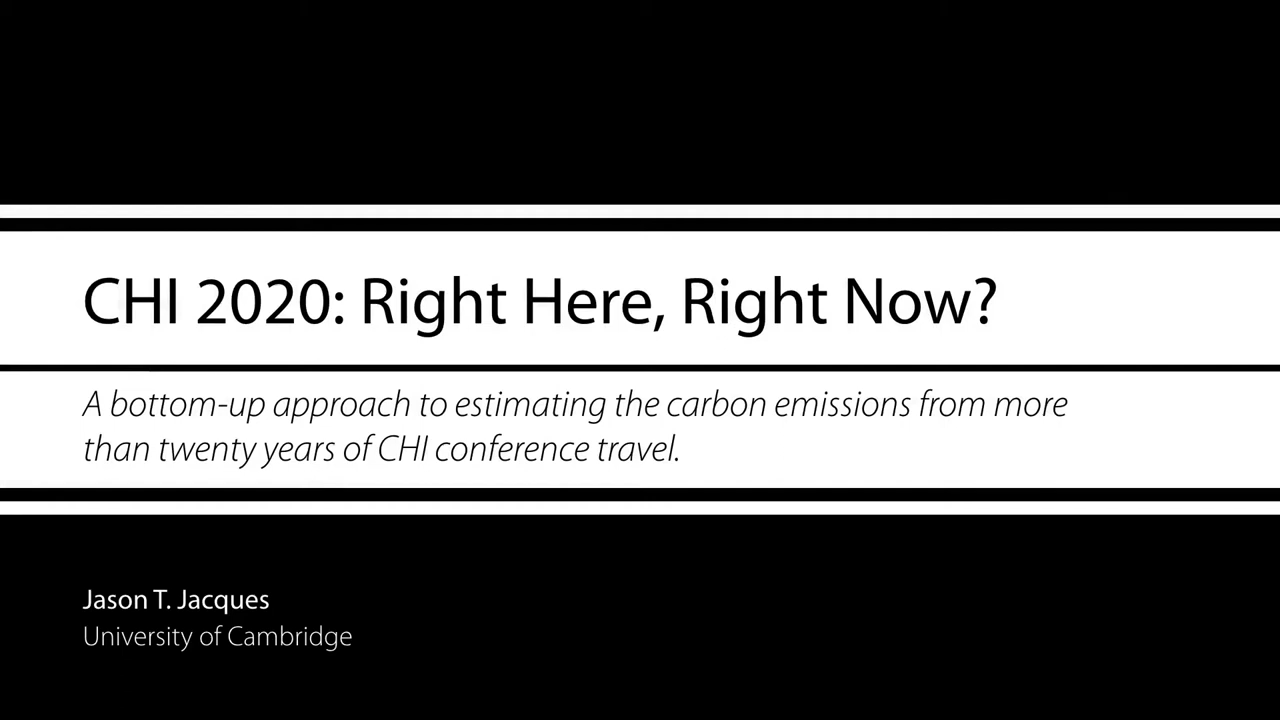 CHI 2020: Right Here, Right Now?
A bottom-up approach to estimating the carbon emissions from more
than twenty years of CHI conference travel.
Jason T. Jacques
University of Cambridge